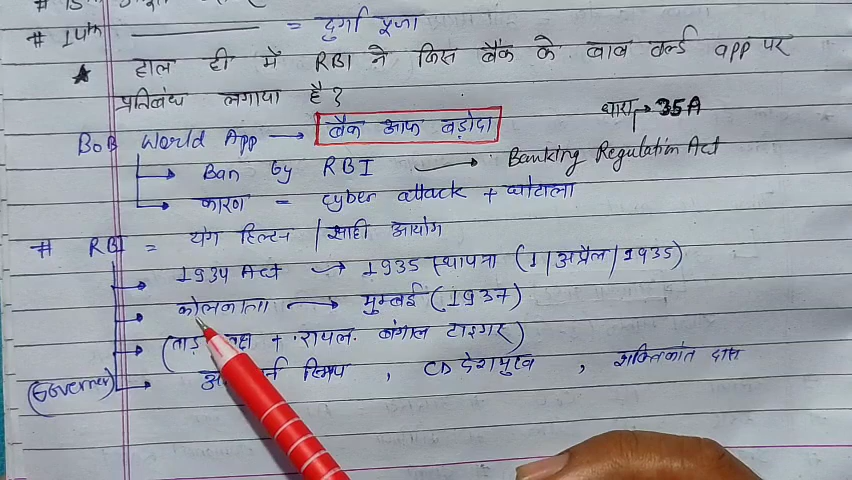 # 14th = दुर्गा पूजा
★ हाल ही में RBI ने किस बैंक के बाब वर्ल्ड app पर
प्रतिबंध लगाया है?
धारा → 35A
BoB World App → बैंक आफ बड़ोदा
→ Ban by RBI → Banking Regulation Act
→ कारण = cyber attack + घोटाला
# RBI = यंग हिल्टन / साही आयोग
→ 1934 Act → 1935 स्थापना (1/अप्रैल/1935)
→ कोलकाता → मुम्बई (1937)
→ (ताड़ + रायल बंगाल टाइगर)
(Governer) → स्मिथ, CD देशमुख, शक्तिकांत दास